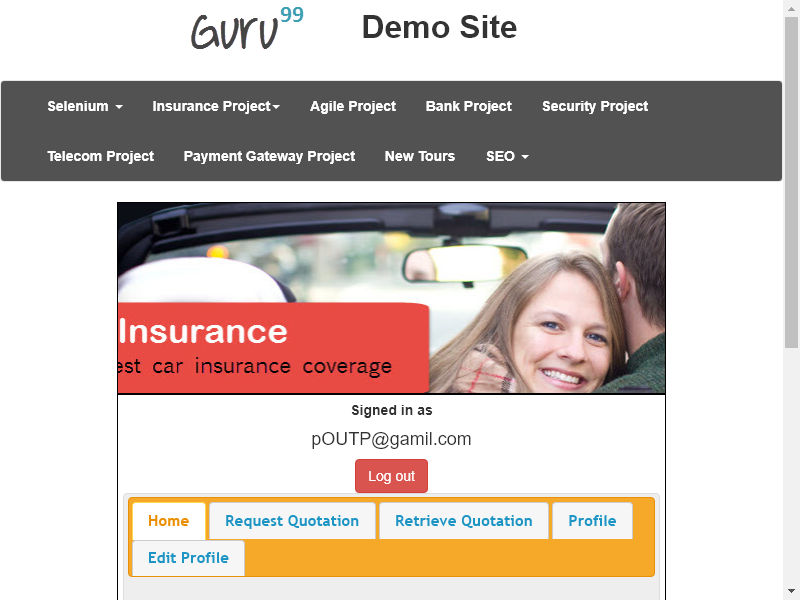 Guru 99
Demo Site
Selenium
Insurance Project
Agile Project
Bank Project
Security Project
Telecom Project
Payment Gateway Project
New Tours
SEO
Insurance
est car insurance coverage
Signed in as
pOUTP@gamil.com
Log out
Home
Request Quotation
Retrieve Quotation
Profile
Edit Profile